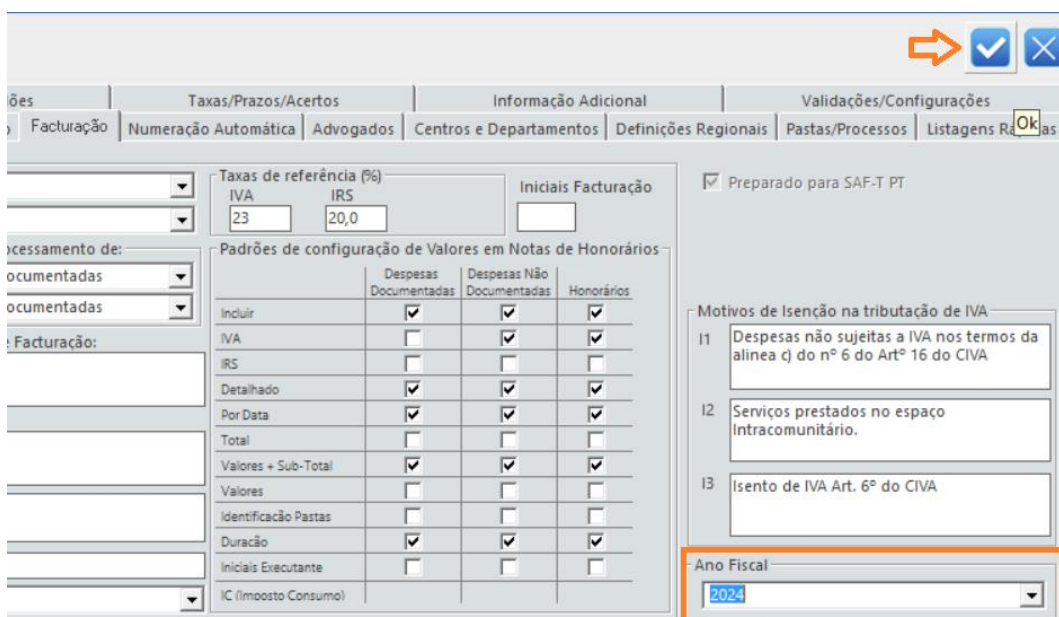 ões Taxas/Prazos/Acertos Informação Adicional Validações/Configurações
o Facturação Numeração Automática Advogados Centros e Departamentos Definições Regionais Pastas/Processos Listagens
Ok
Taxas de referência (%)
IVA IRS
23 20,0
Iniciais Facturação
Preparado para SAF-T PT
ocessamento de:
ocumentadas
ocumentadas
e Facturação:
Padrões de configuração de Valores em Notas de Honorários
Despesas Documentadas
Despesas Não Documentadas
Honorários
Incluir
IVA
IRS
Detalhado
Por Data
Total
Valores + Sub-Total
Valores
Identificacão Pastas
Duracão
Iniciais Executante
IC (Imposto Consumo)
Motivos de Isenção na tributação de IVA
I1 Despesas não sujeitas a IVA nos termos da
alinea c) do nº 6 do Artº 16 do CIVA
I2 Serviços prestados no espaço
Intracomunitário.
I3 Isento de IVA Art. 6º do CIVA
Ano Fiscal
2024